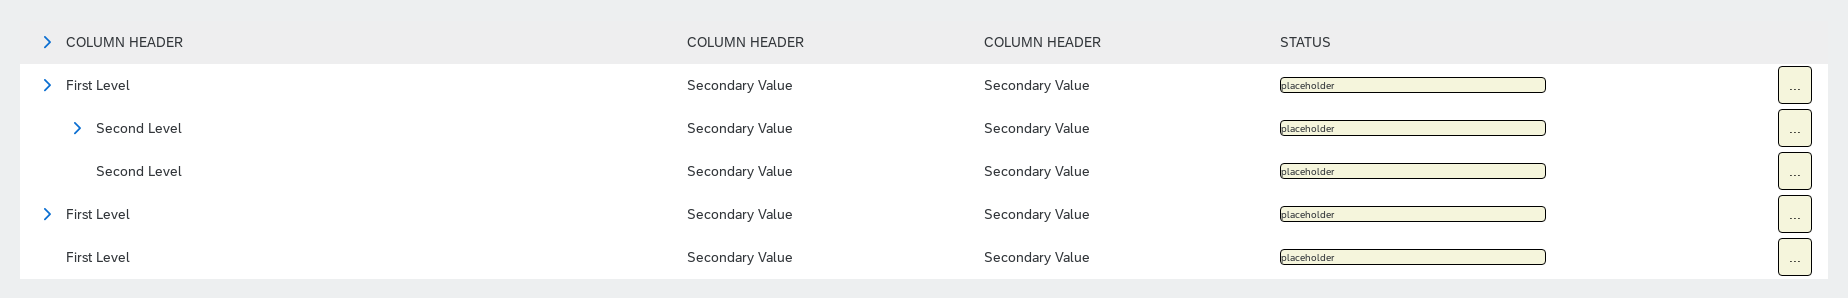 COLUMN HEADER COLUMN HEADER COLUMN HEADER STATUS
First Level Secondary Value Secondary Value placeholder ...
Second Level Secondary Value Secondary Value placeholder ...
Second Level Secondary Value Secondary Value placeholder ...
First Level Secondary Value Secondary Value placeholder ...
First Level Secondary Value Secondary Value placeholder ...